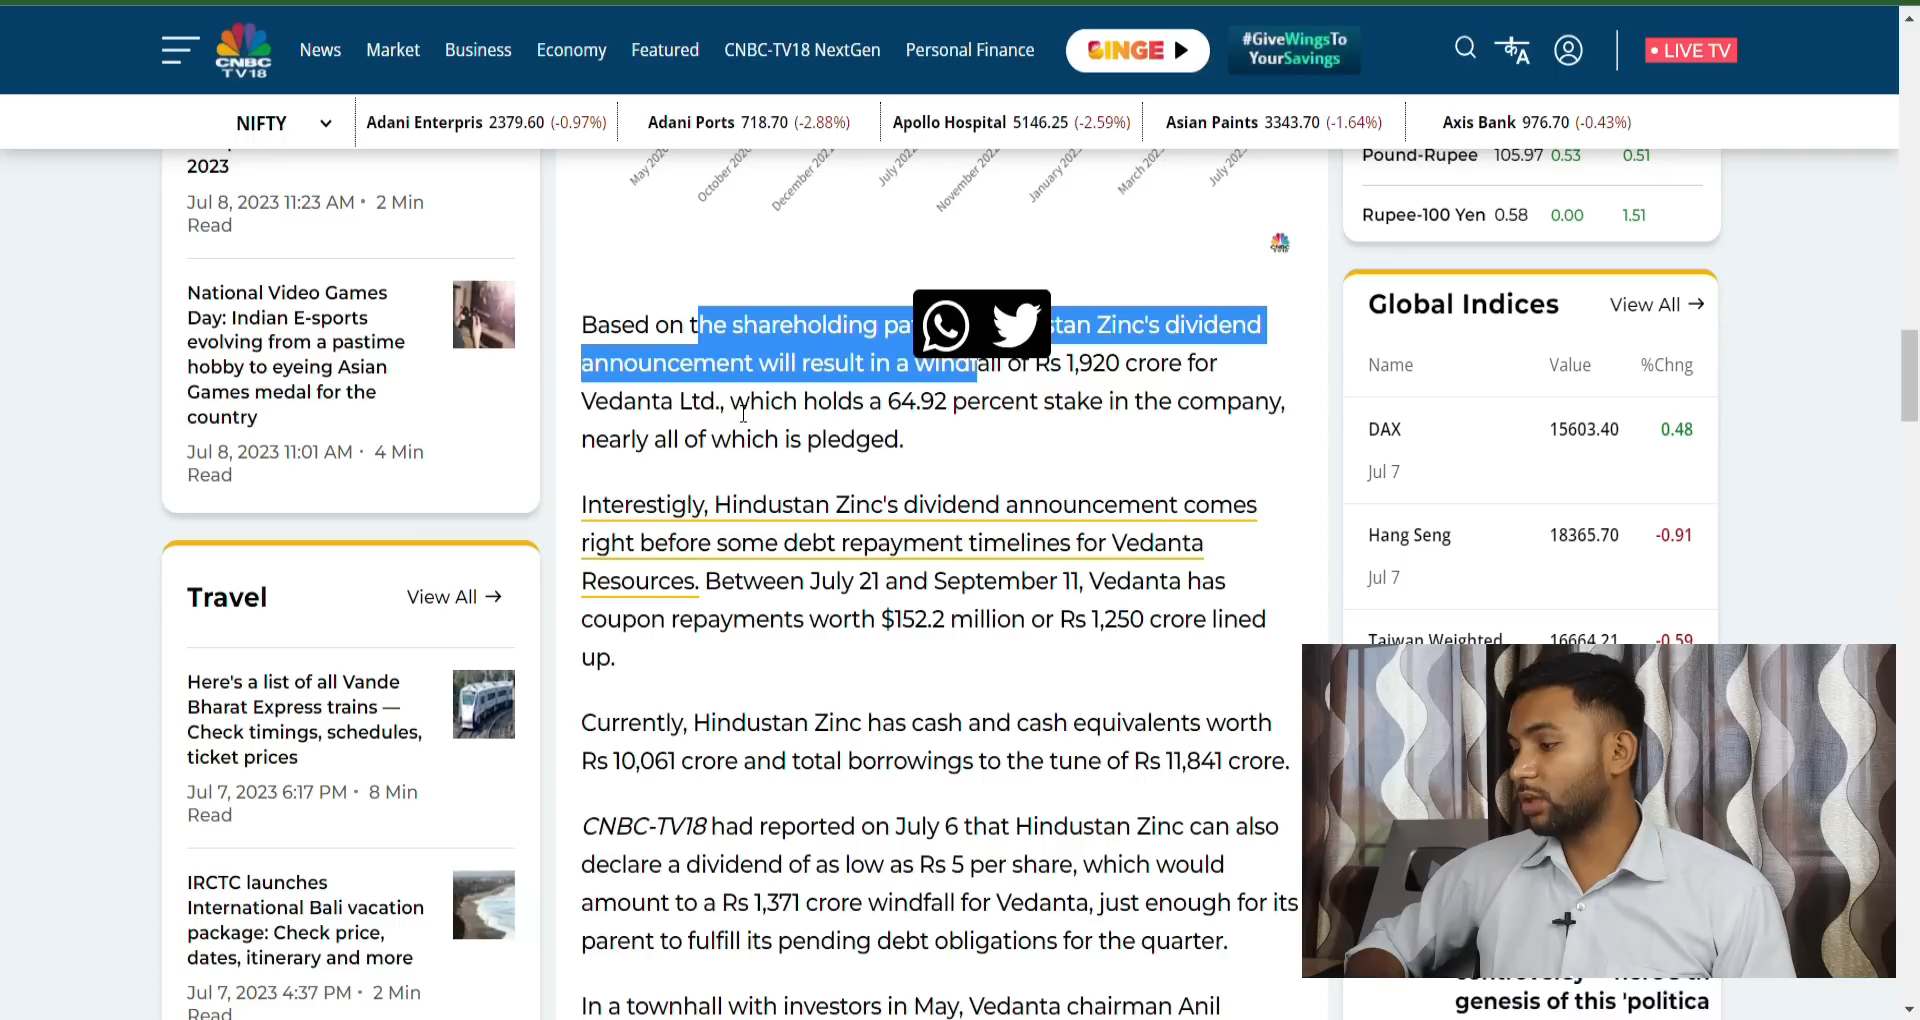 News Market Business Economy Featured CNBC-TV18 NextGen Personal Finance BINGE #GiveWingsTo
YourSavings LIVE TV
CNBC
TV18
NIFTY Adani Enterpris 2379.60 (-0.97%) Adani Ports 718.70 (-2.88%) Apollo Hospital 5146.25 (-2.59%) Asian Paints 3343.70 (-1.64%) Axis Bank 976.70 (-0.43%)
2023
Jul 8, 2023 11:23 AM • 2 Min
Read
National Video Games
Day: Indian E-sports
evolving from a pastime
hobby to eyeing Asian
Games medal for the
country
Jul 8, 2023 11:01 AM • 4 Min
Read
Travel View All →
Here's a list of all Vande
Bharat Express trains —
Check timings, schedules,
ticket prices
Jul 7, 2023 6:17 PM • 8 Min
Read
IRCTC launches
International Bali vacation
package: Check price,
dates, itinerary and more
Jul 7, 2023 4:37 PM • 2 Min
Read
May 2020
July 2022
November 2022
Based on the shareholding Zinc's dividend
announcement will result in a windfall of Rs 1,920 crore for
Vedanta Ltd., which holds a 64.92 percent stake in the company,
nearly all of which is pledged.
Interestigly, Hindustan Zinc's dividend announcement comes
right before some debt repayment timelines for Vedanta
Resources. Between July 21 and September 11, Vedanta has
coupon repayments worth $152.2 million or Rs 1,250 crore lined
up.
Currently, Hindustan Zinc has cash and cash equivalents worth
Rs 10,061 crore and total borrowings to the tune of Rs 11,841 crore.
CNBC-TV18 had reported on July 6 that Hindustan Zinc can also
declare a dividend of as low as Rs 5 per share, which would
amount to a Rs 1,371 crore windfall for Vedanta, just enough for its
parent to fulfill its pending debt obligations for the quarter.
In a townhall with investors in May, Vedanta chairman Anil
Pound-Rupee 105.97 0.53 0.51
Rupee-100 Yen 0.58 0.00 1.51
Global Indices View All →
Name Value %Chng
DAX 15603.40 0.48
Jul 7
Hang Seng 18365.70 -0.91
Jul 7
Taiwan Weighted 16664.21 -0.59
genesis of this 'politica